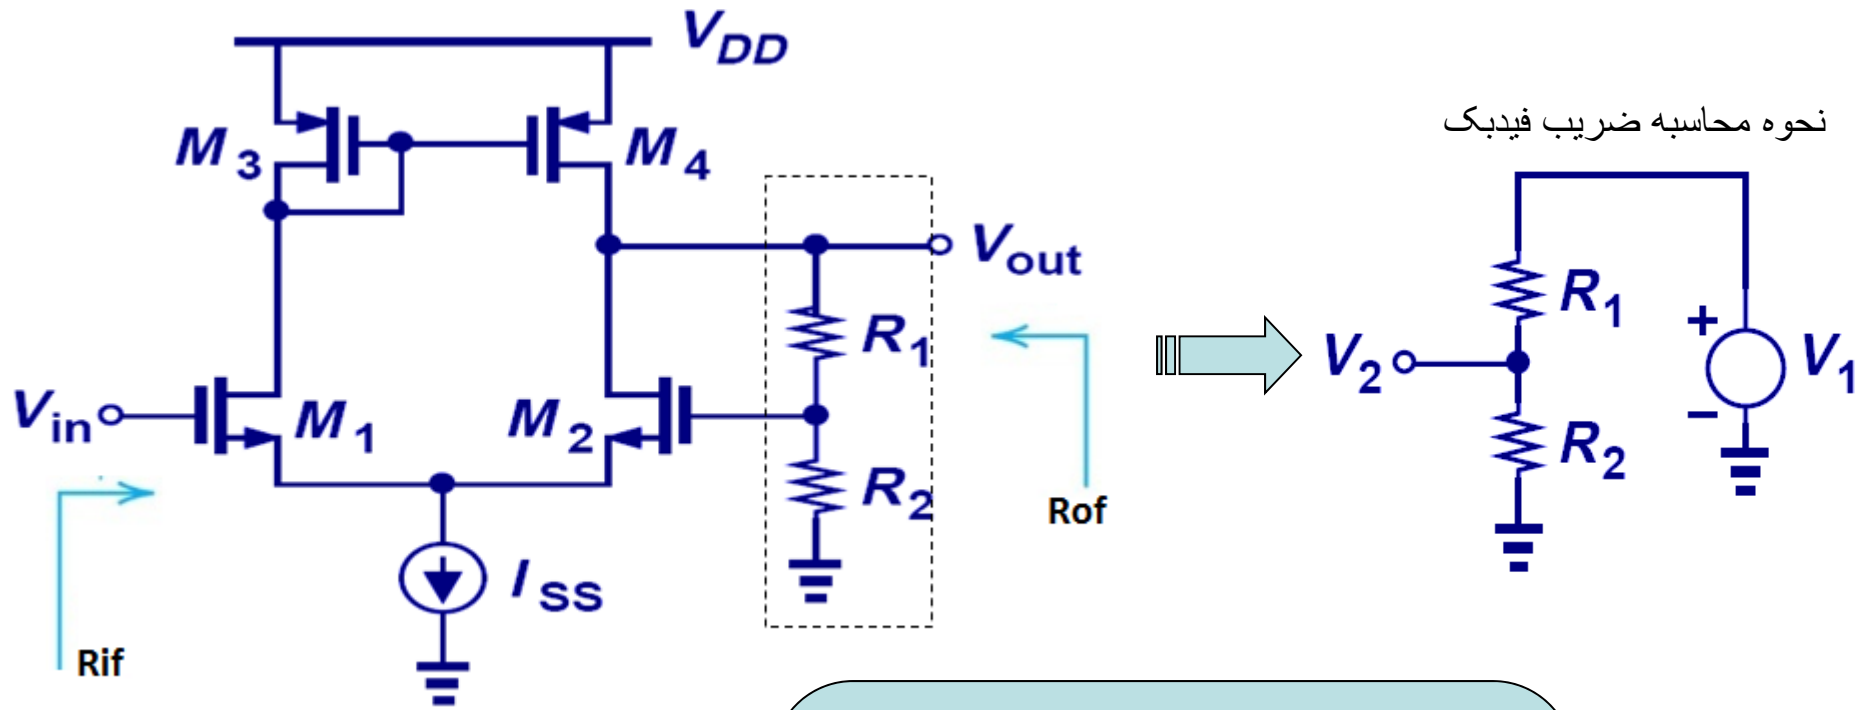 VDD
M3
M4
نحوه محاسبه ضریب فیدبک
Vout
R1
R1
V2
V1
Vin
M1
M2
R2
R2
Rof
ISS
Rif